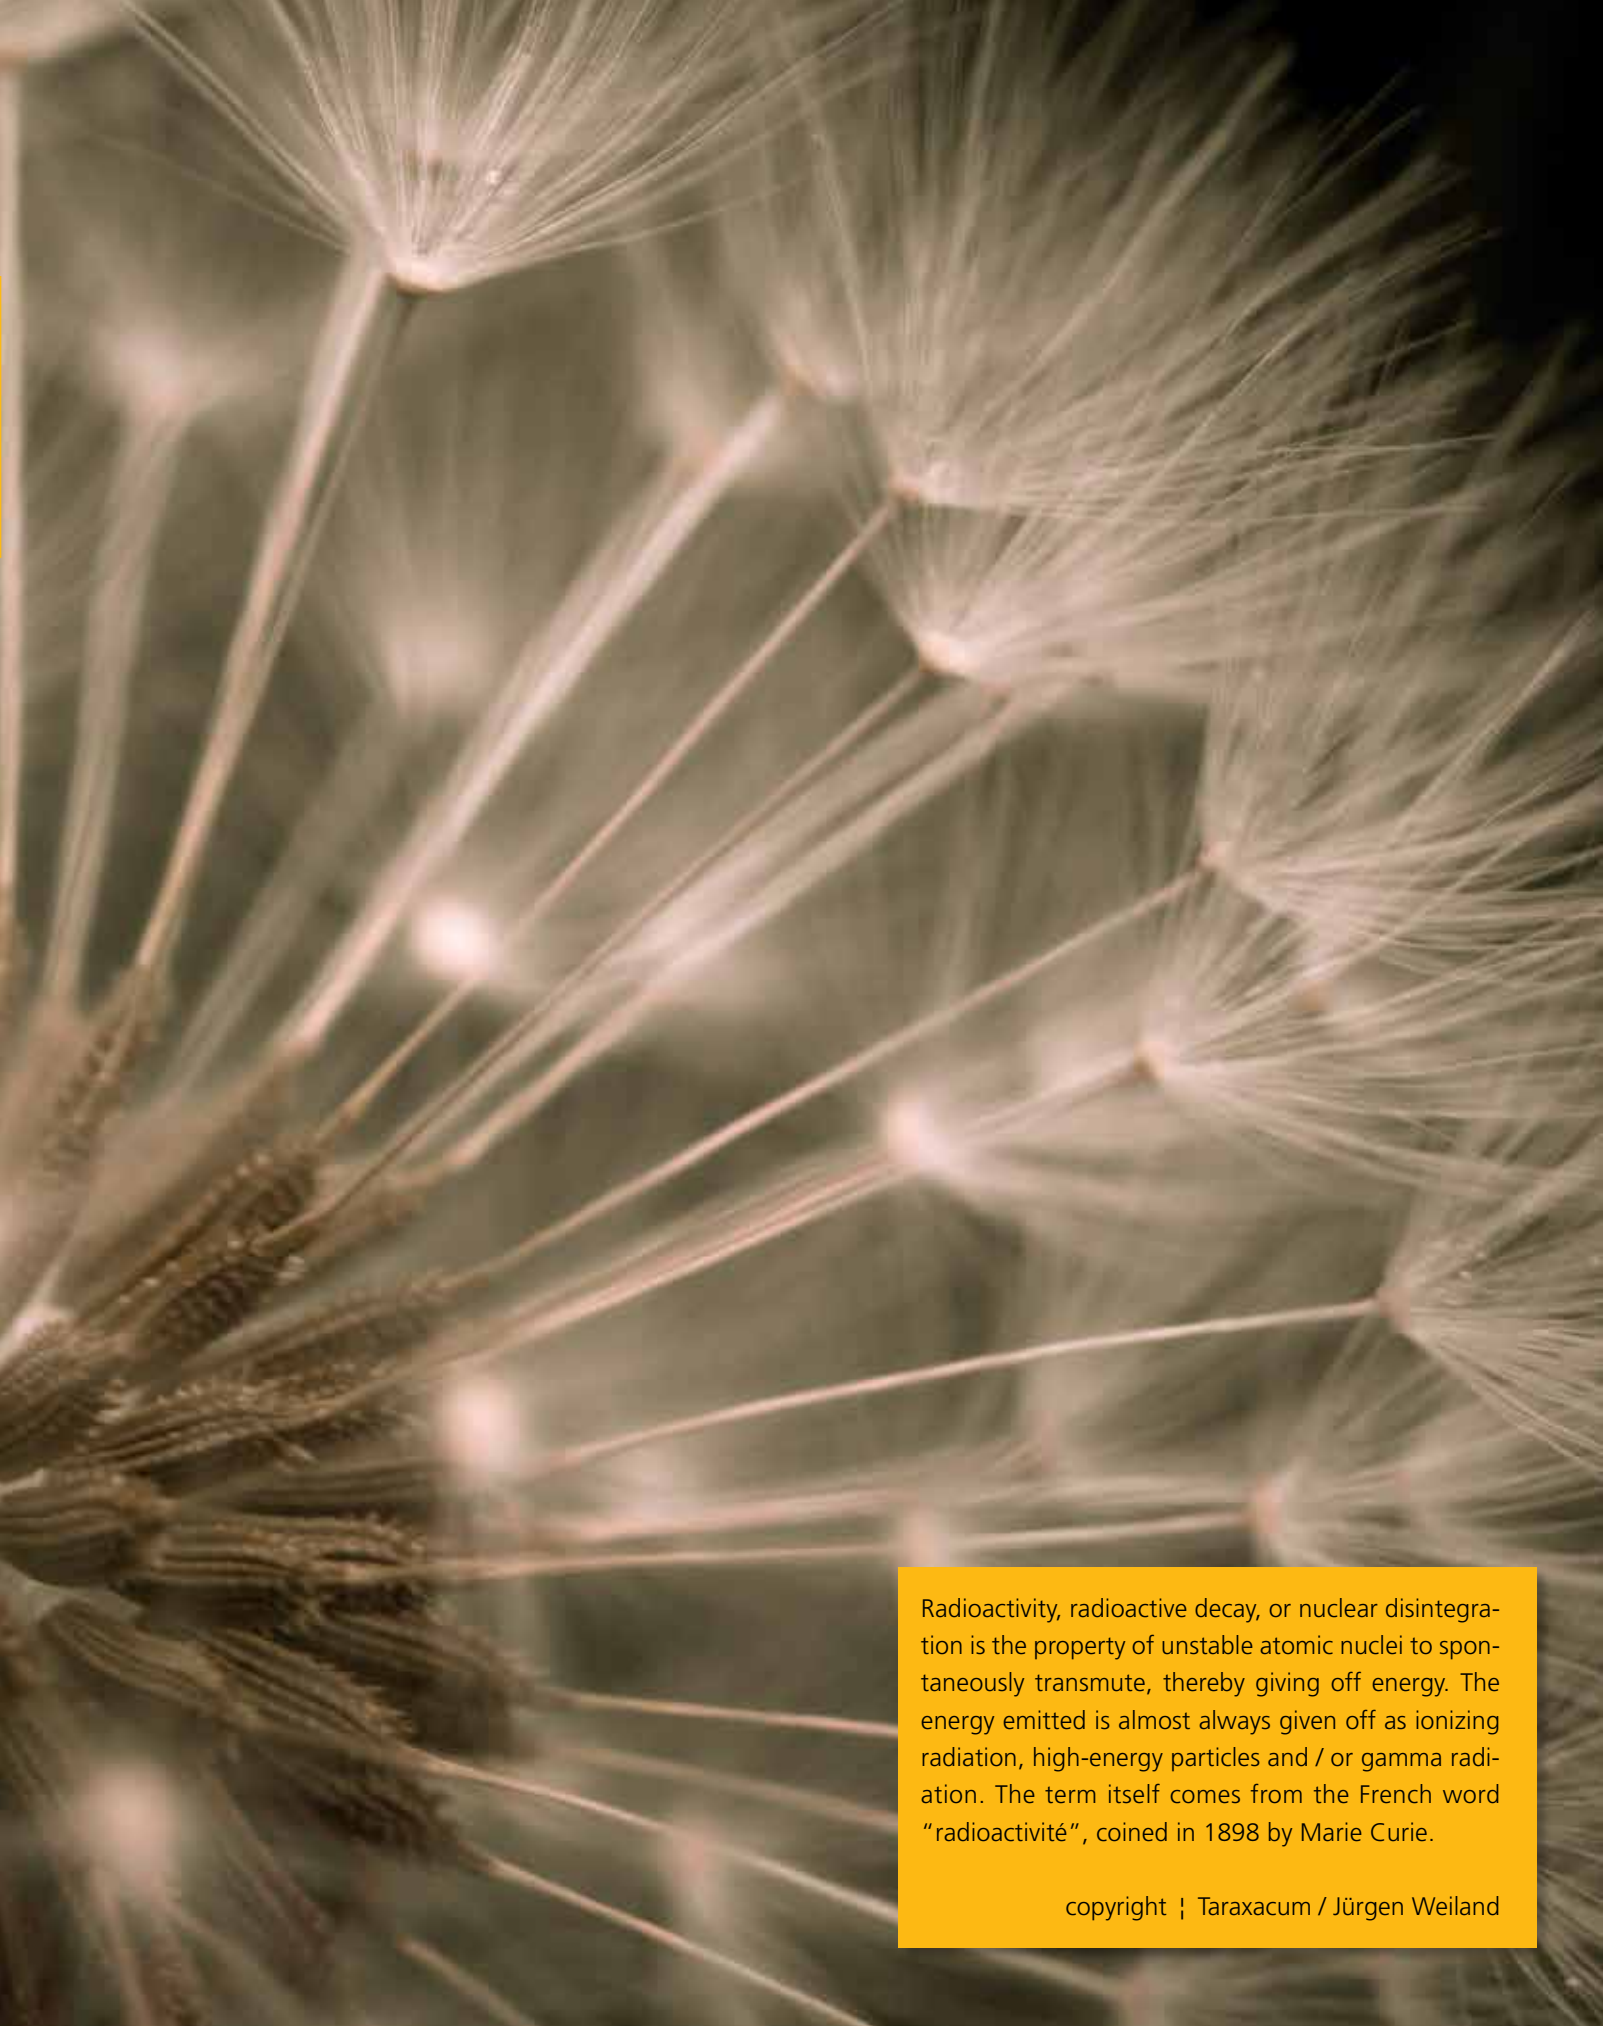 Radioactivity, radioactive decay, or nuclear disintegra-
tion is the property of unstable atomic nuclei to spon-
taneously transmute, thereby giving off energy. The
energy emitted is almost always given off as ionizing
radiation, high-energy particles and / or gamma radi-
ation. The term itself comes from the French word
“radioactivité”, coined in 1898 by Marie Curie.
copyright ¦ Taraxacum / Jürgen Weiland